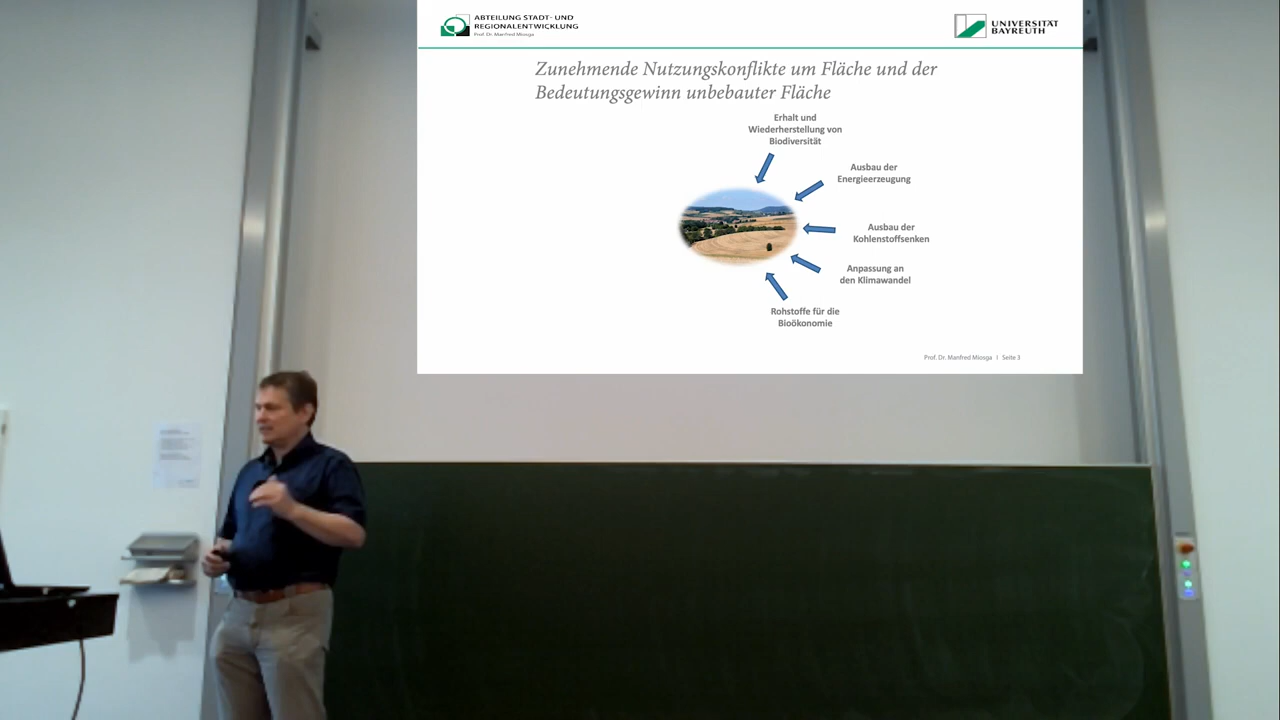 ABTEILUNG STADT- UND
REGIONALENTWICKLUNG
Prof. Dr. Manfred Miosga
UNIVERSITÄT
BAYREUTH
Zunehmende Nutzungskonflikte um Fläche und der
Bedeutungsgewinn unbebauter Fläche
Erhalt und
Wiederherstellung von
Biodiversität
Ausbau der
Energieerzeugung
Ausbau der
Kohlenstoffsenken
Anpassung an
den Klimawandel
Rohstoffe für die
Bioökonomie
Prof. Dr. Manfred Miosga I Seite 3